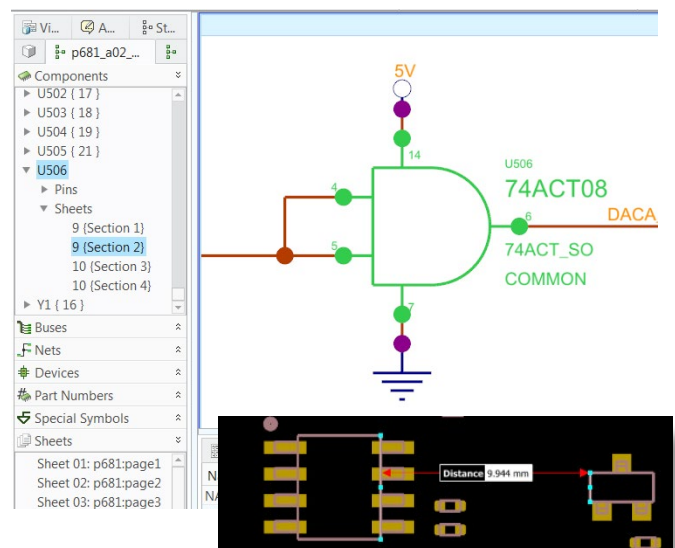 Vi... A... St...
p681_a02_...
Components
U502 { 17 }
U503 { 18 }
U504 { 19 }
U505 { 21 }
U506
Pins
Sheets
9 {Section 1}
9 {Section 2}
10 {Section 3}
10 {Section 4}
Y1 { 16 }
Buses
Nets
Devices
Part Numbers
Special Symbols
Sheets
Sheet 01: p681:page1
Sheet 02: p681:page2
Sheet 03: p681:page3
5V
14
U506
74ACT08
4
6
DACA_
5
74ACT_SO
COMMON
7
N
NA
Distance 9.944 mm